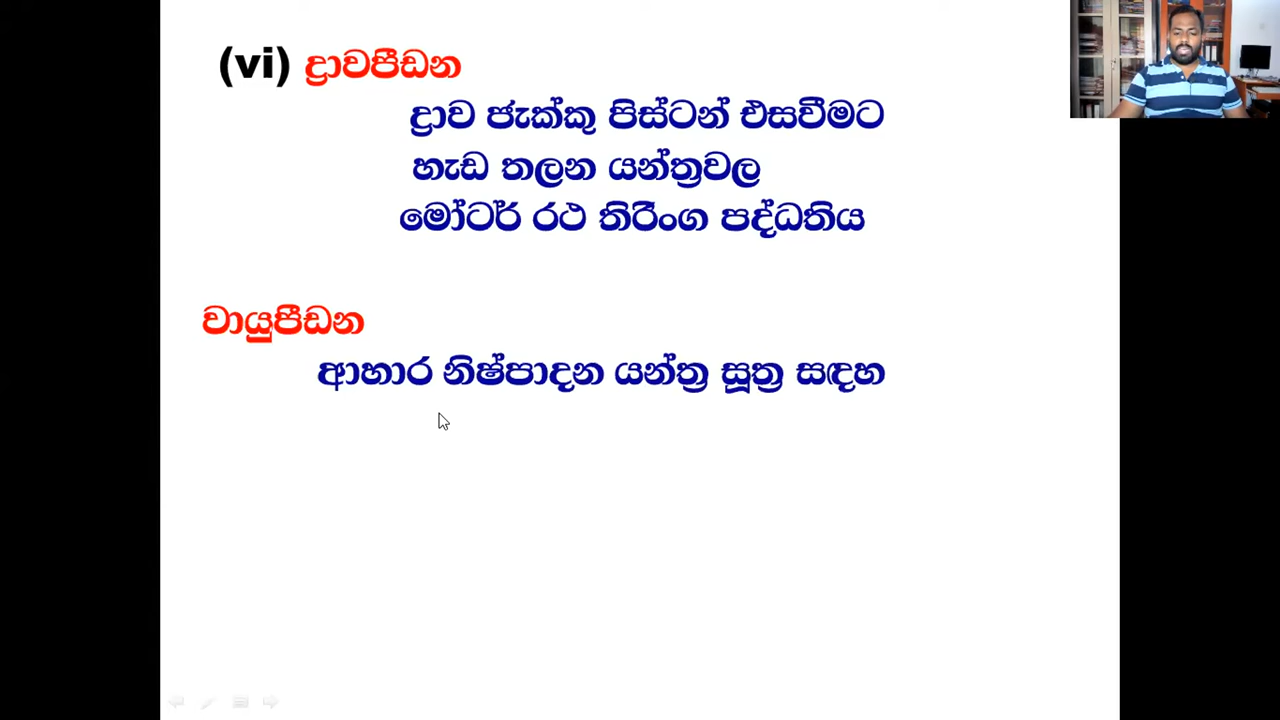 (vi) ද්‍රාවපීඩන
ද්‍රාව ජැක්කු පිස්ටන් එසවීමට
හැඩ තලන යන්ත්‍රවල
මෝටර් රථ තිරිංග පද්ධතිය
වායුපීඩන
ආහාර නිෂ්පාදන යන්ත්‍ර සූත්‍ර සඳහ